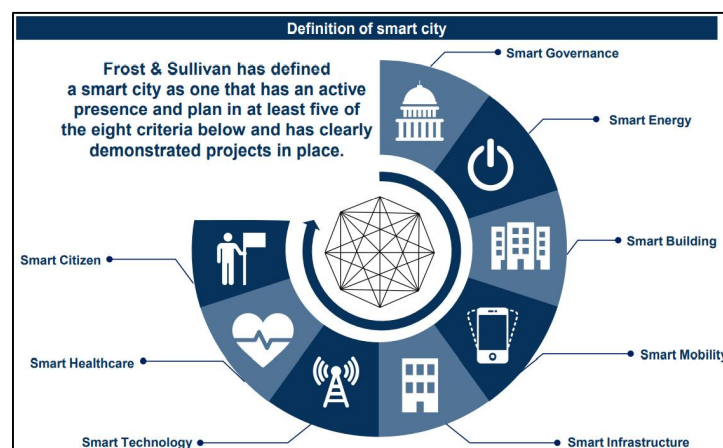 Definition of smart city
Frost & Sullivan has defined
a smart city as one that has an active
presence and plan in at least five of
the eight criteria below and has clearly
demonstrated projects in place.
Smart Governance
Smart Energy
Smart Building
Smart Mobility
Smart Infrastructure
Smart Technology
Smart Healthcare
Smart Citizen